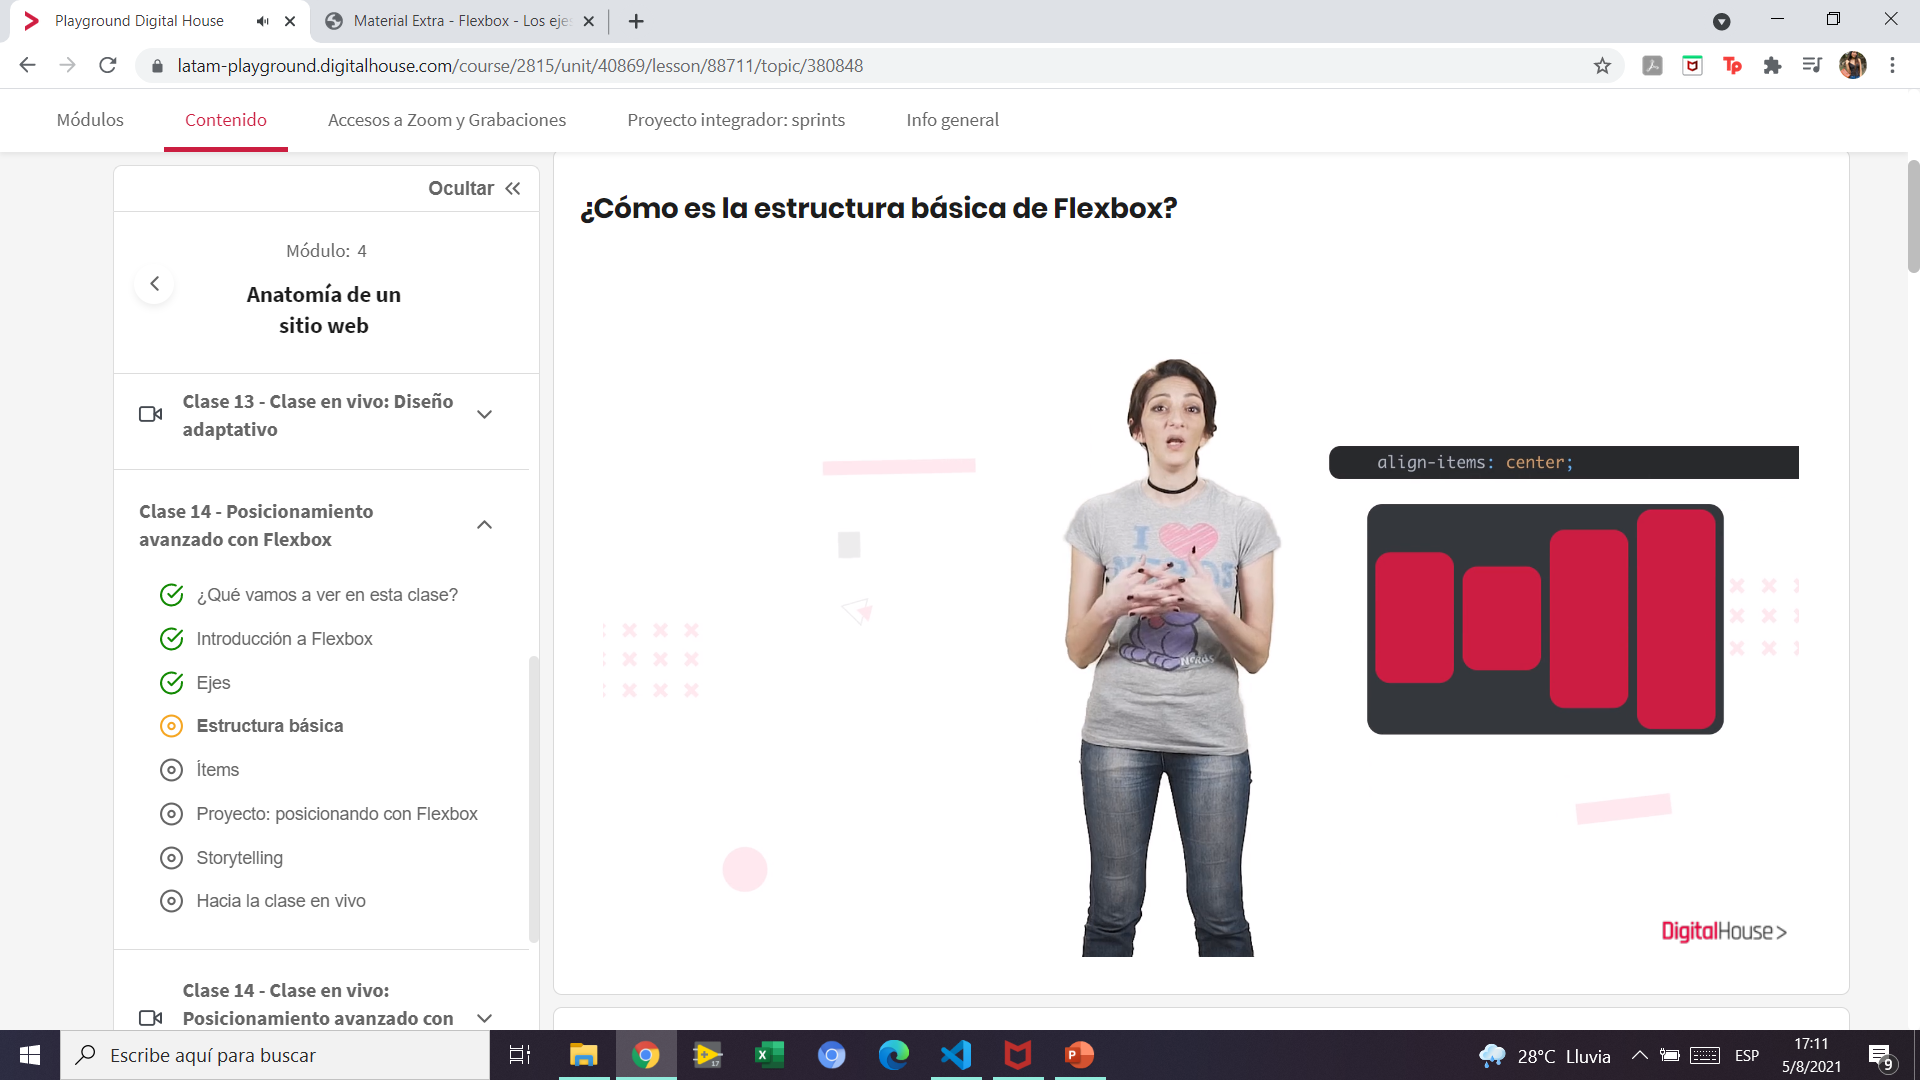 Playground Digital House
Material Extra - Flexbox - Los eje
latam-playground.digitalhouse.com/course/2815/unit/40869/lesson/88711/topic/380848
Módulos
Contenido
Accesos a Zoom y Grabaciones
Proyecto integrador: sprints
Info general
Ocultar
Módulo: 4
Anatomía de un
sitio web
Clase 13 - Clase en vivo: Diseño
adaptativo
Clase 14 - Posicionamiento
avanzado con Flexbox
¿Qué vamos a ver en esta clase?
Introducción a Flexbox
Ejes
Estructura básica
Ítems
Proyecto: posicionando con Flexbox
Storytelling
Hacia la clase en vivo
Clase 14 - Clase en vivo:
Posicionamiento avanzado con
¿Cómo es la estructura básica de Flexbox?
align-items: center;
I
Nerds
DigitalHouse>
Escribe aquí para buscar
28°C Lluvia
ESP
17:11
5/8/2021
9